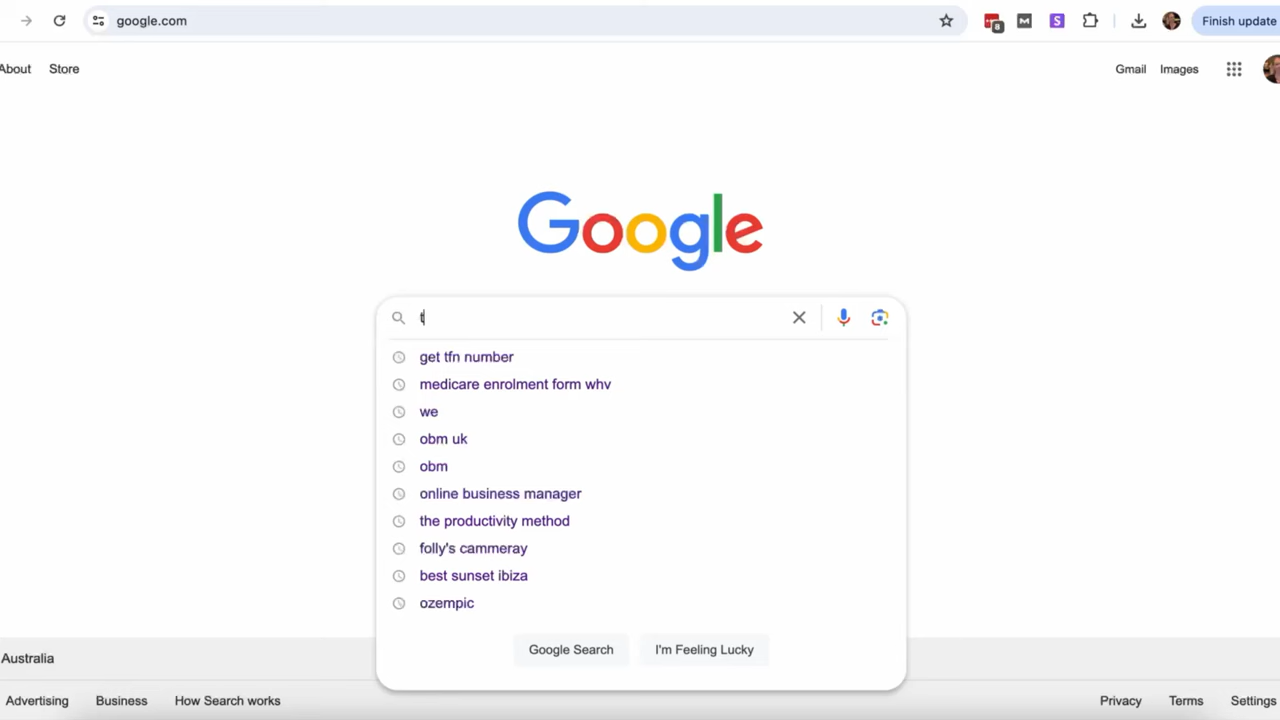 google.com
8
M
S
Finish update
About
Store
Gmail
Images
Google
t
get tfn number
medicare enrolment form whv
we
obm uk
obm
online business manager
the productivity method
folly's cammeray
best sunset ibiza
ozempic
Google Search
I'm Feeling Lucky
Australia
Advertising
Business
How Search works
Privacy
Terms
Settings